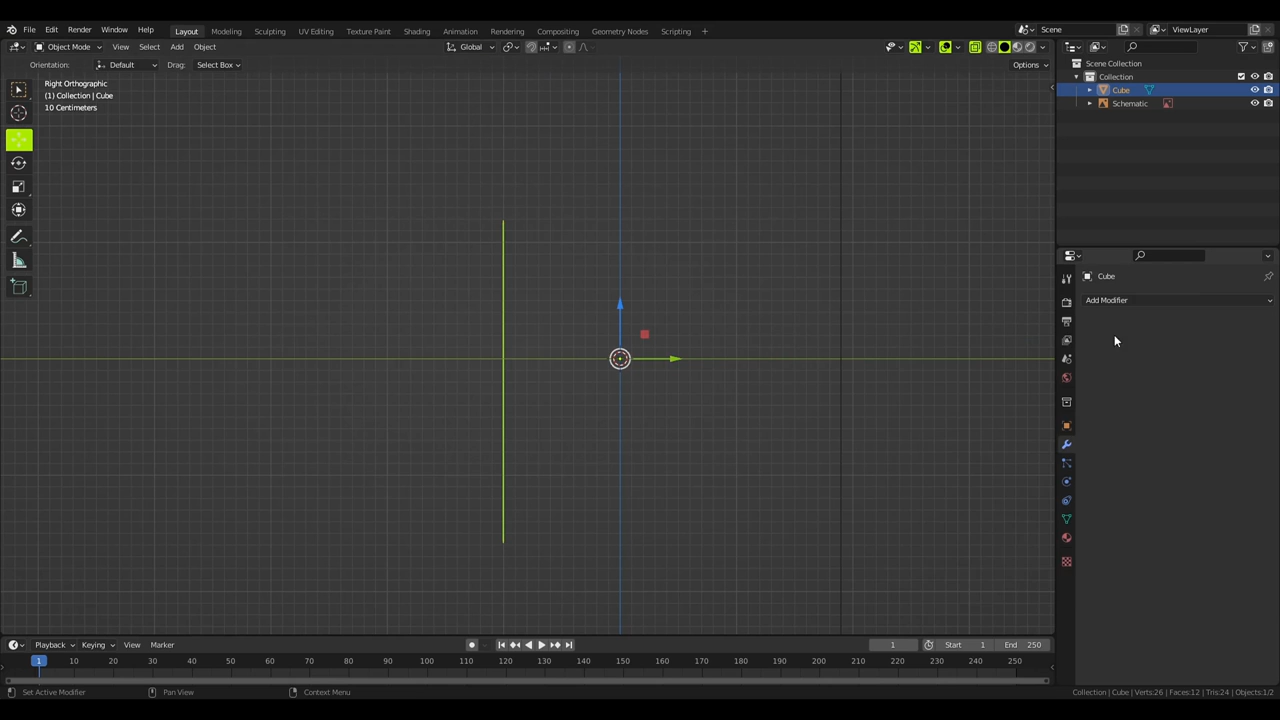 File Edit Render Window Help Layout Modeling Sculpting UV Editing Texture Paint Shading Animation Rendering Compositing Geometry Nodes Scripting + Scene ViewLayer
Object Mode View Select Add Object Global
Orientation: Default Drag: Select Box Options
Right Orthographic
(1) Collection | Cube
10 Centimeters
Scene Collection
Collection
Cube
Schematic
Cube
Add Modifier
Playback Keying View Marker 1 Start 1 End 250
1 10 20 30 40 50 60 70 80 90 100 110 120 130 140 150 160 170 180 190 200 210 220 230 240 250
Set Active Modifier Pan View Context Menu Collection | Cube | Verts:26 | Faces:12 | Tris:24 | Objects:1/2